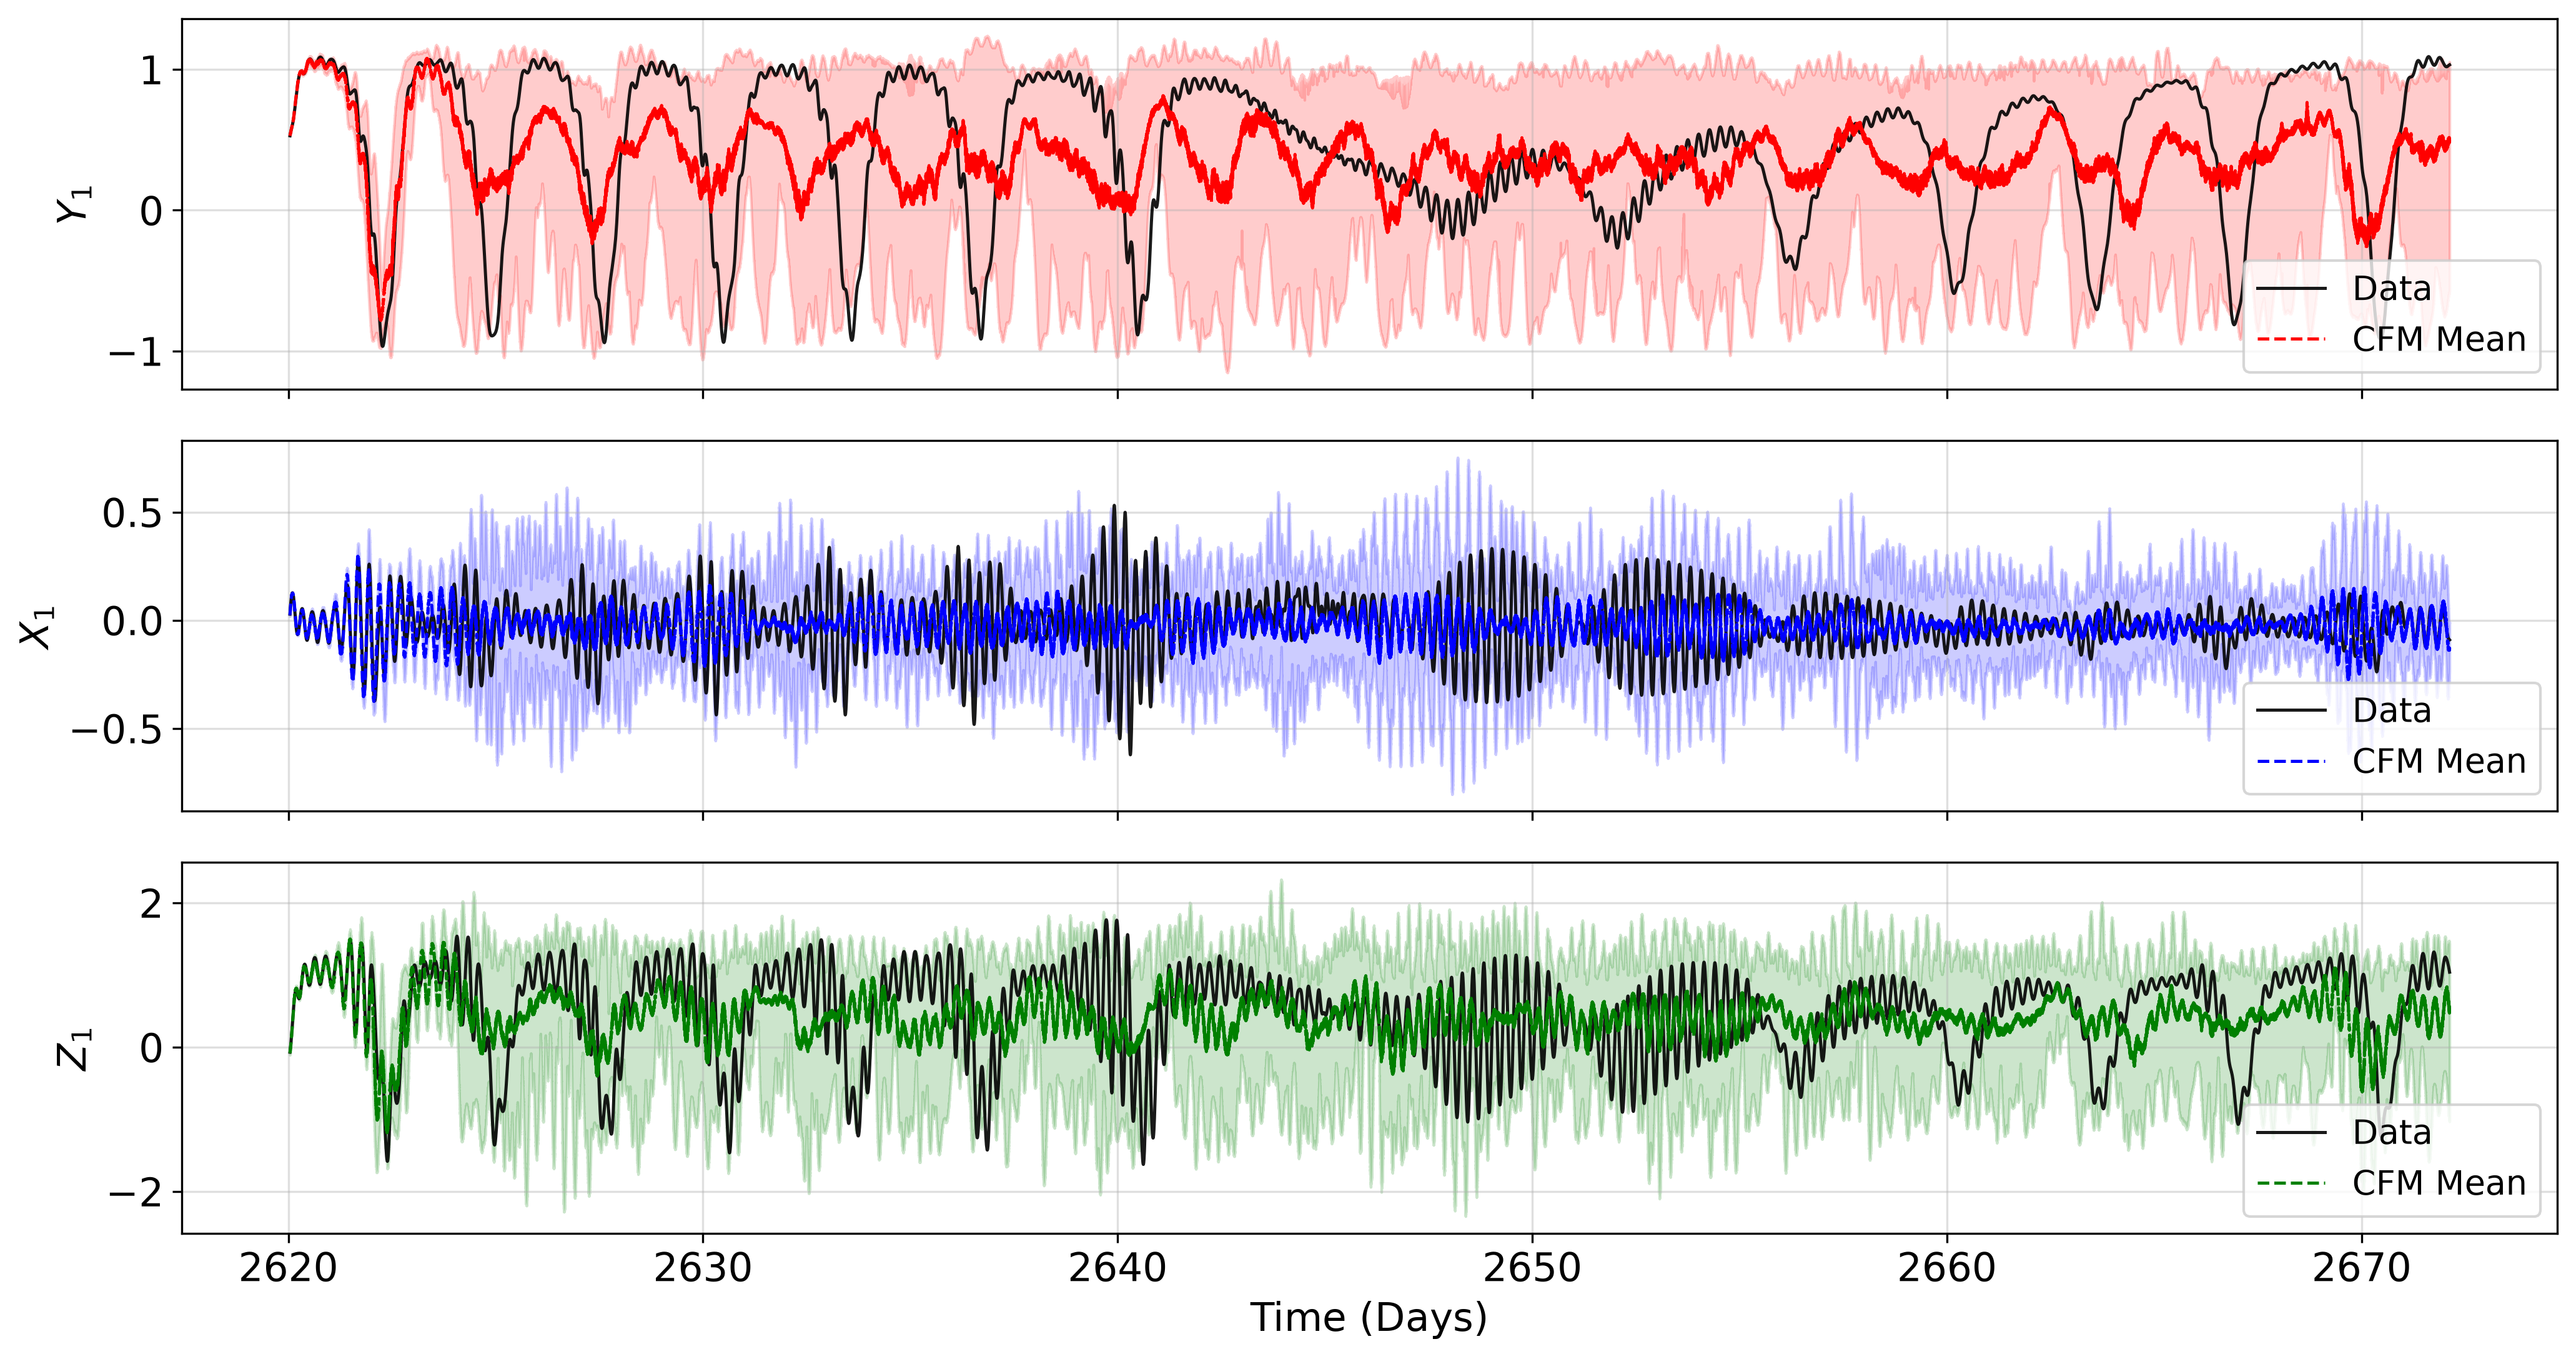 Y₁
1
0
−1
Data
CFM Mean
X₁
0.5
0.0
−0.5
Data
CFM Mean
Z₁
2
0
−2
Data
CFM Mean
2620 2630 2640 2650 2660 2670
Time (Days)